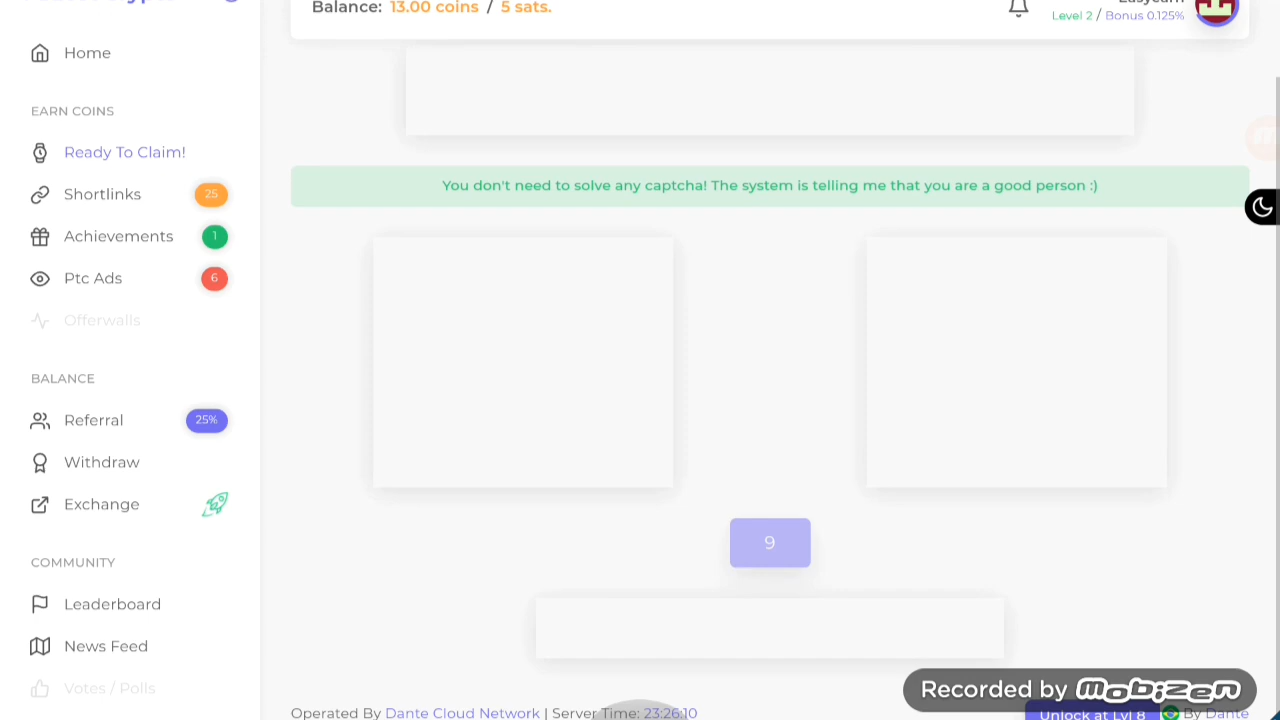 Balance: 13.00 coins / 5 sats.
Level 2 / Bonus 0.125%
Home
EARN COINS
Ready To Claim!
Shortlinks 25
Achievements 1
Ptc Ads 6
Offerwalls
BALANCE
Referral 25%
Withdraw
Exchange
COMMUNITY
Leaderboard
News Feed
Votes / Polls
You don't need to solve any captcha! The system is telling me that you are a good person :)
9
Recorded by mobizen
Operated By Dante Cloud Network | Server Time: 23:26:10
Unlock at Lvl 8
By Dante